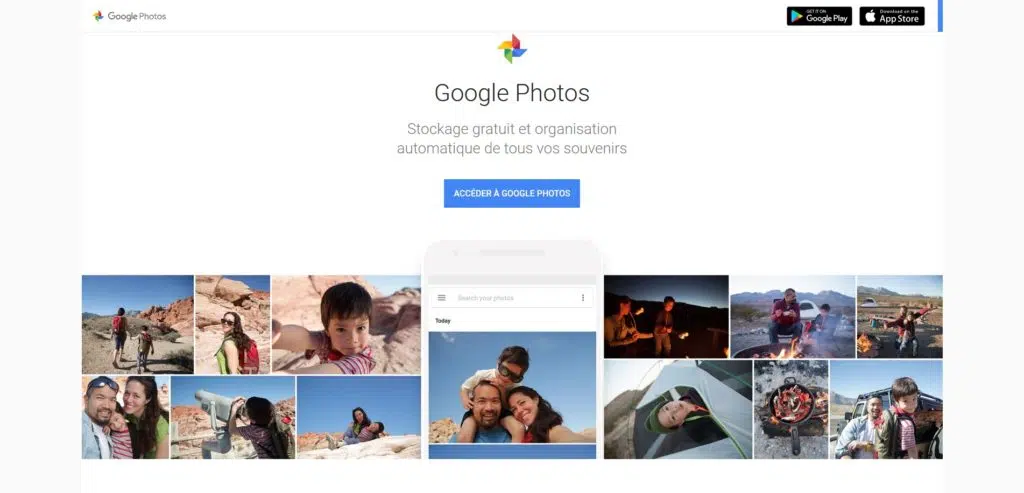 Google Photos
GET IT ON
Google Play
Download on the
App Store
Google Photos
Stockage gratuit et organisation
automatique de tous vos souvenirs
ACCÉDER À GOOGLE PHOTOS
Search your photos
Today